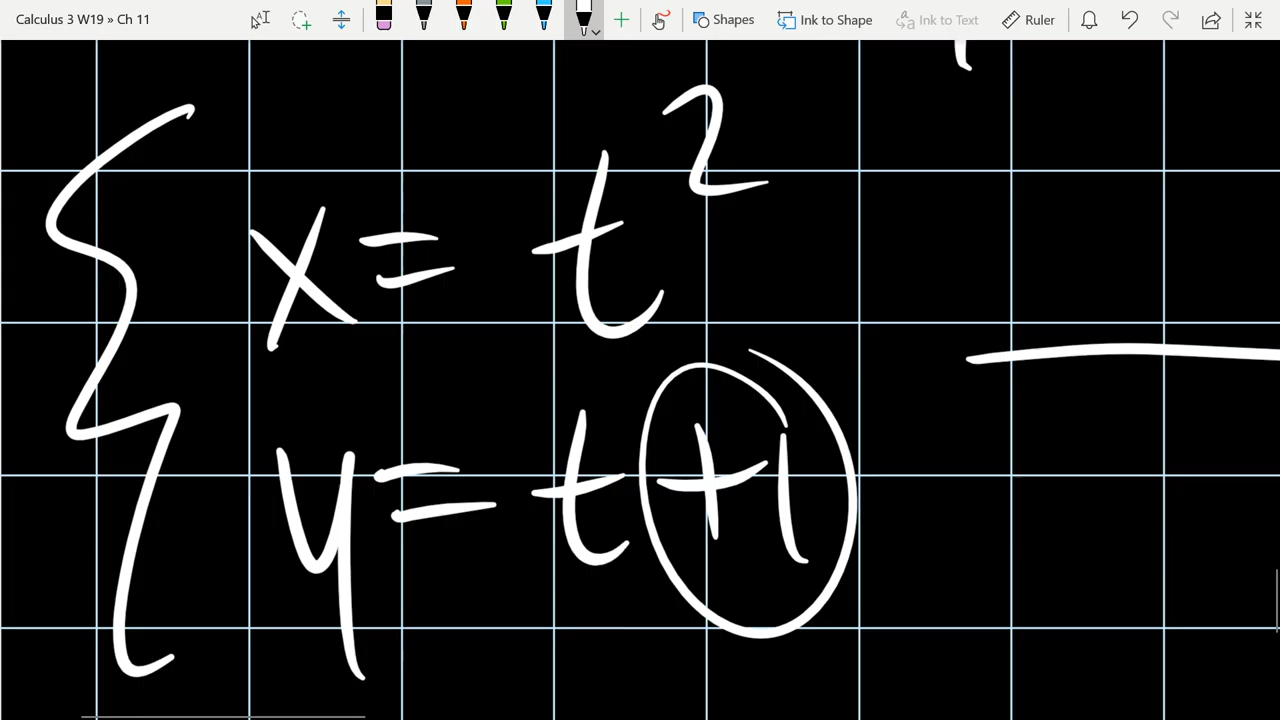 Calculus 3 W19 » Ch 11
Shapes
Ink to Shape
Ink to Text
Ruler
x = t²
y = t + 1